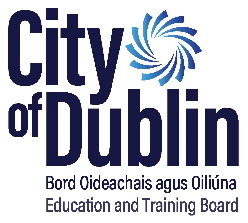 City
of Dublin
Bord Oideachais agus Oiliúna
Education and Training Board